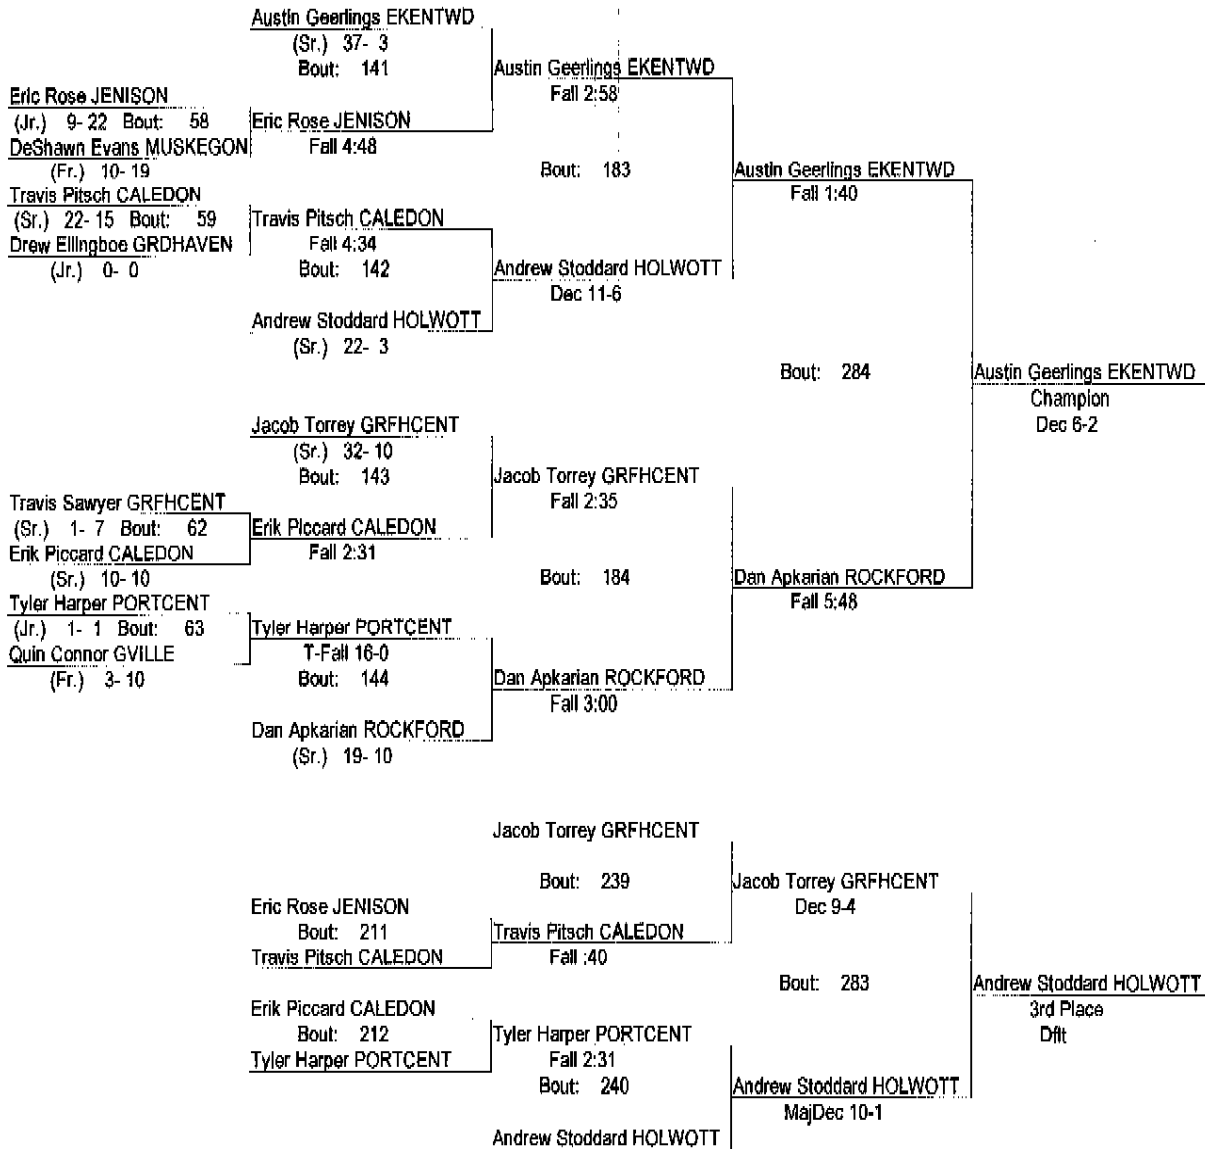 Austin Geerlings EKENTWD
(Sr.) 37- 3
Bout: 141
Austin Geerlings EKENTWD
Fall 2:58
Eric Rose JENISON
(Jr.) 9- 22 Bout: 58
Eric Rose JENISON
DeShawn Evans MUSKEGON
Fall 4:48
(Fr.) 10- 19
Bout: 183
Austin Geerlings EKENTWD
Fall 1:40
Travis Pitsch CALEDON
(Sr.) 22- 15 Bout: 59
Travis Pitsch CALEDON
Drew Ellingboe GRDHAVEN
Fall 4:34
(Jr.) 0- 0
Bout: 142
Andrew Stoddard HOLWOTT
Dec 11-6
Andrew Stoddard HOLWOTT
(Sr.) 22- 3
Bout: 284
Austin Geerlings EKENTWD
Champion
Dec 6-2
Jacob Torrey GRFHCENT
(Sr.) 32- 10
Bout: 143
Jacob Torrey GRFHCENT
Fall 2:35
Travis Sawyer GRFHCENT
(Sr.) 1- 7 Bout: 62
Erik Piccard CALEDON
Erik Piccard CALEDON
Fall 2:31
(Sr.) 10- 10
Bout: 184
Dan Apkarian ROCKFORD
Fall 5:48
Tyler Harper PORTCENT
(Jr.) 1- 1 Bout: 63
Tyler Harper PORTCENT
Quin Connor GVILLE
T-Fall 16-0
(Fr.) 3- 10
Bout: 144
Dan Apkarian ROCKFORD
Fall 3:00
Dan Apkarian ROCKFORD
(Sr.) 19- 10
Jacob Torrey GRFHCENT
Bout: 239
Jacob Torrey GRFHCENT
Dec 9-4
Eric Rose JENISON
Bout: 211
Travis Pitsch CALEDON
Travis Pitsch CALEDON
Fall :40
Bout: 283
Andrew Stoddard HOLWOTT
3rd Place
Dflt
Erik Piccard CALEDON
Bout: 212
Tyler Harper PORTCENT
Tyler Harper PORTCENT
Fall 2:31
Bout: 240
Andrew Stoddard HOLWOTT
MajDec 10-1
Andrew Stoddard HOLWOTT